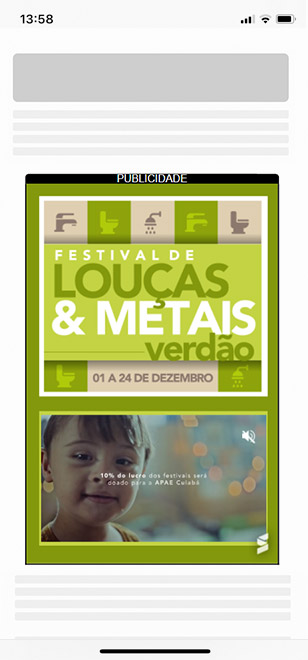 13:58
PUBLICIDADE
FESTIVAL DE
LOUÇAS
& METAIS
verdão
01 A 24 DE DEZEMBRO
10% do lucro dos festivais será
doado para a APAE Cuiabá